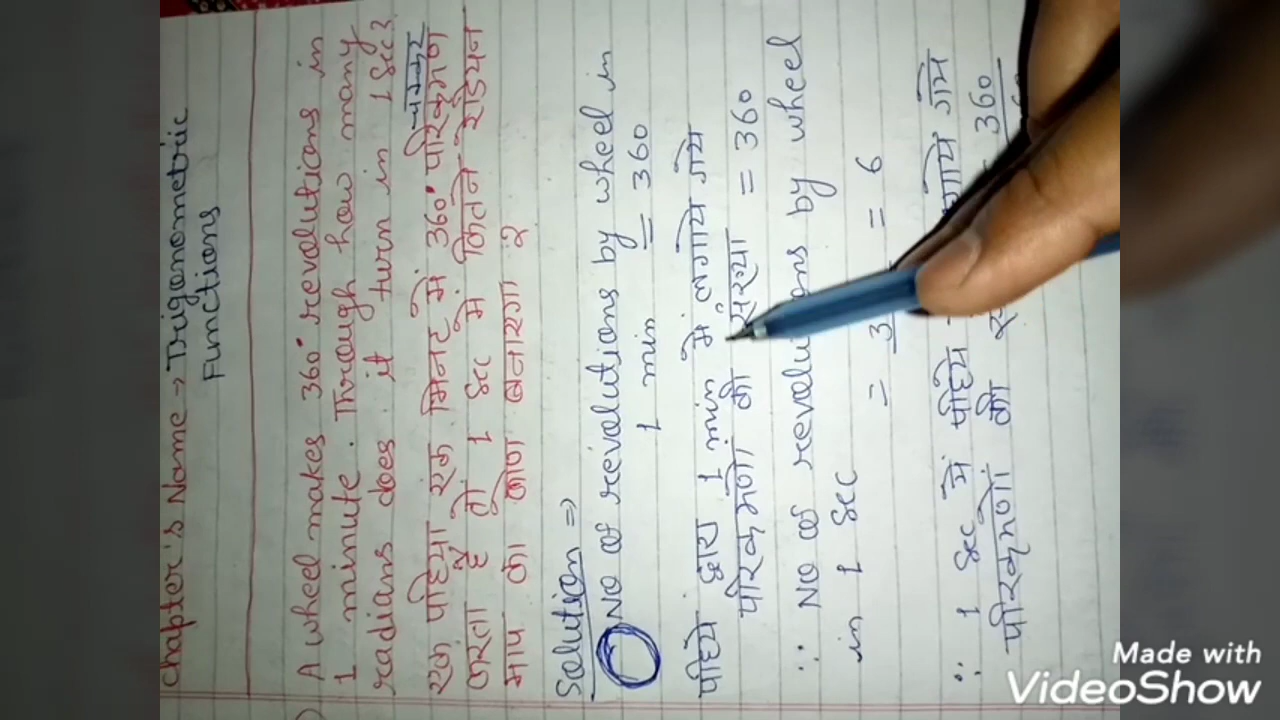 Chapter's Name → Trigonometric
Functions
A wheel makes 360° revolutions in
1 minute. Through how many
radians does it turn in 1 Sec?
एक पहिया एक मिनट में 360° परिक्रमण
करता है तो 1 Sec में कितने रेडियन
माप का कोण बनाएगा ?
Solution ⇒
No of revolutions by wheel in
1 min = 360
पहिये द्वारा 1 min में लगाये गये
परिक्रमणों की संख्या = 360
∴ No of by wheel
in 1 Sec = = 6
∴ 1 Sec में पहिये लगाये गये
परिक्रमणों की 360
Made with
VideoShow